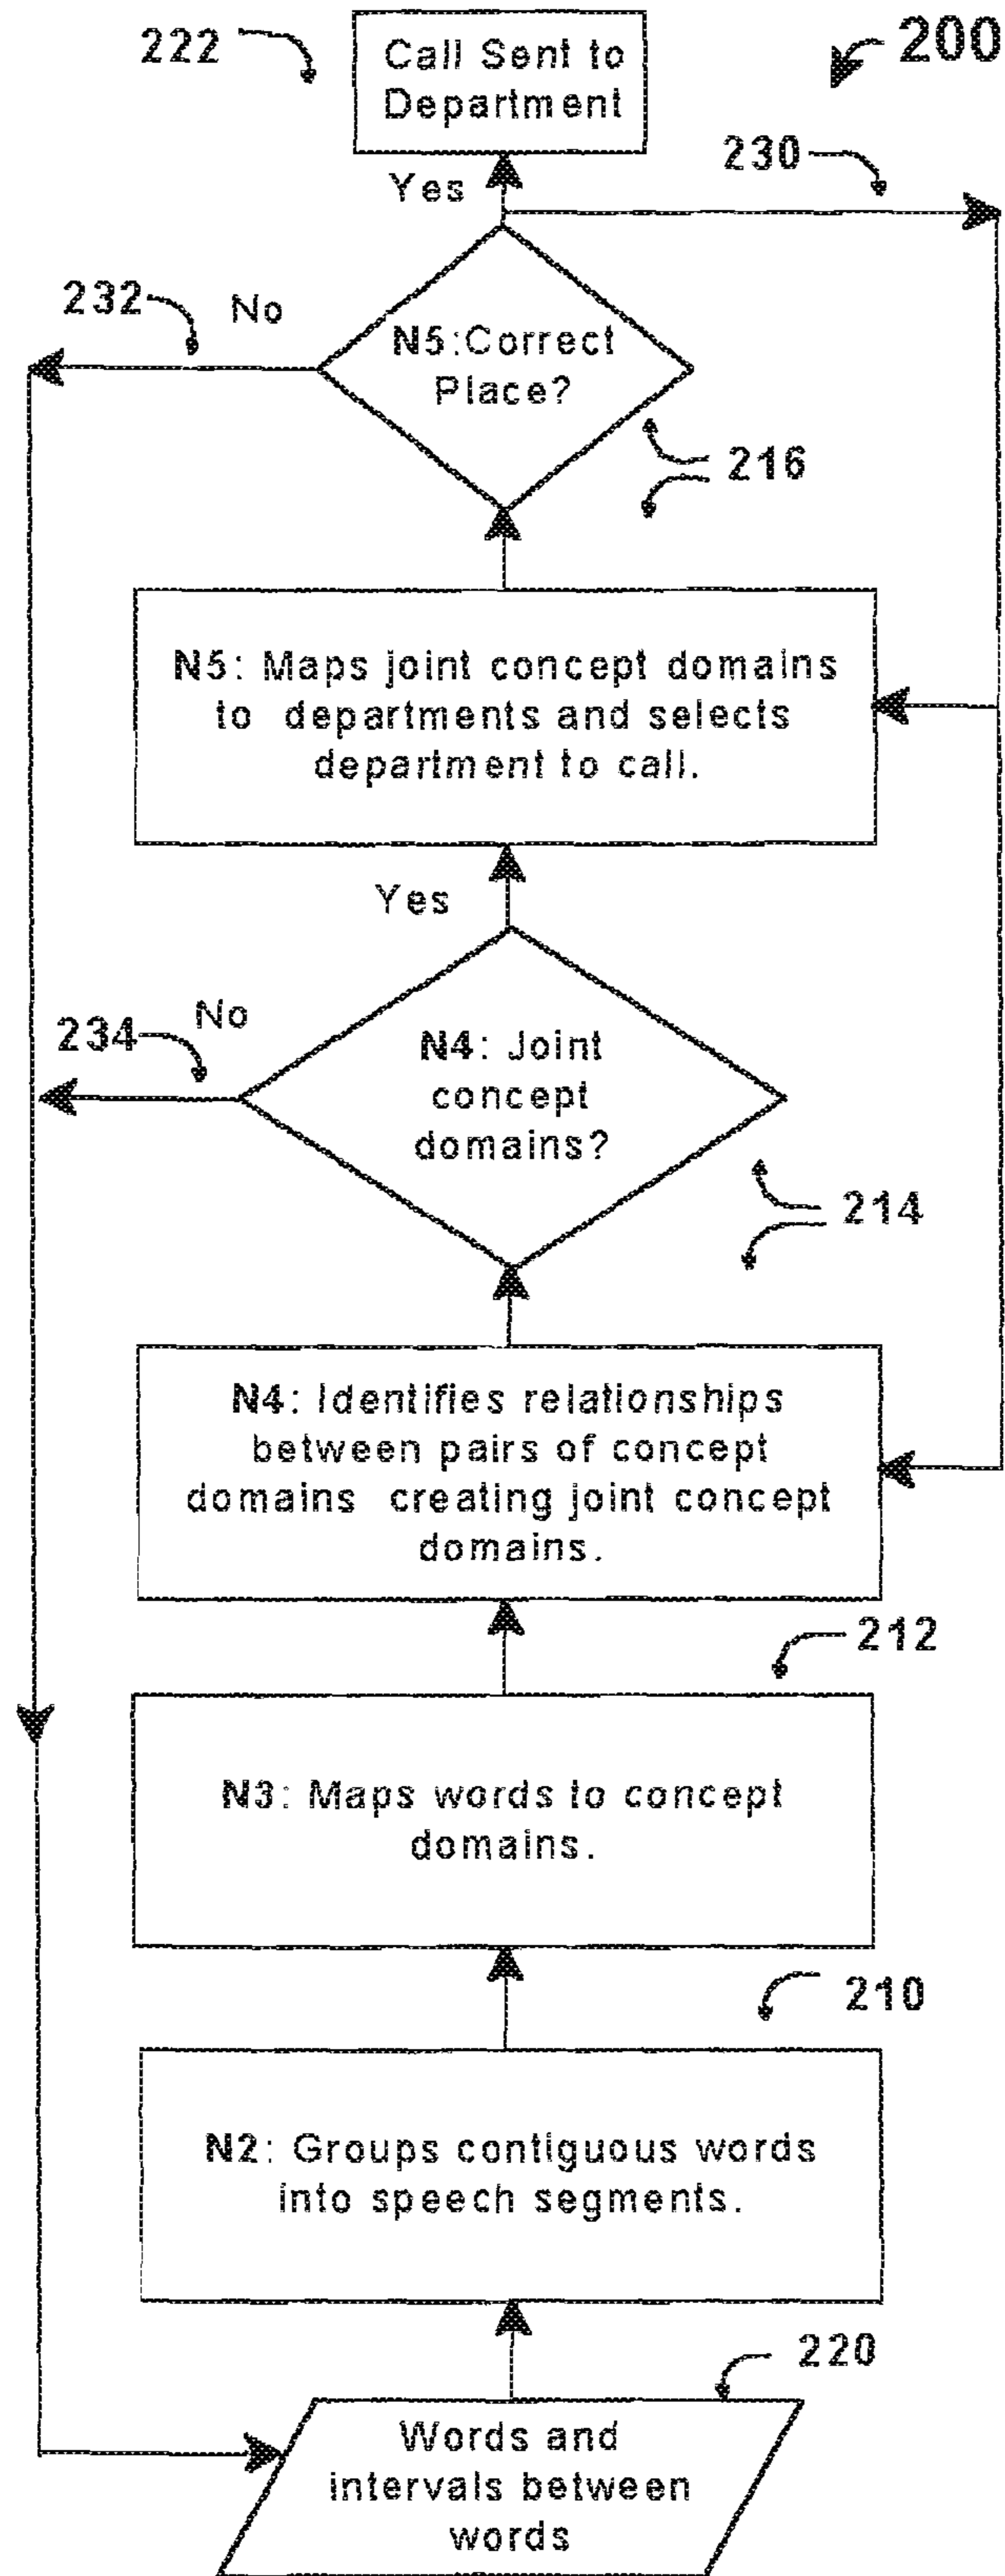 222
Call Sent to
Department
200
Yes
230
232
No
N5:Correct
Place?
216
N5: Maps joint concept domains
to departments and selects
department to call.
Yes
234
No
N4: Joint
concept
domains?
214
N4: Identifies relationships
between pairs of concept
domains creating joint concept
domains.
212
N3: Maps words to concept
domains.
210
N2: Groups contiguous words
into speech segments.
220
Words and
intervals between
words